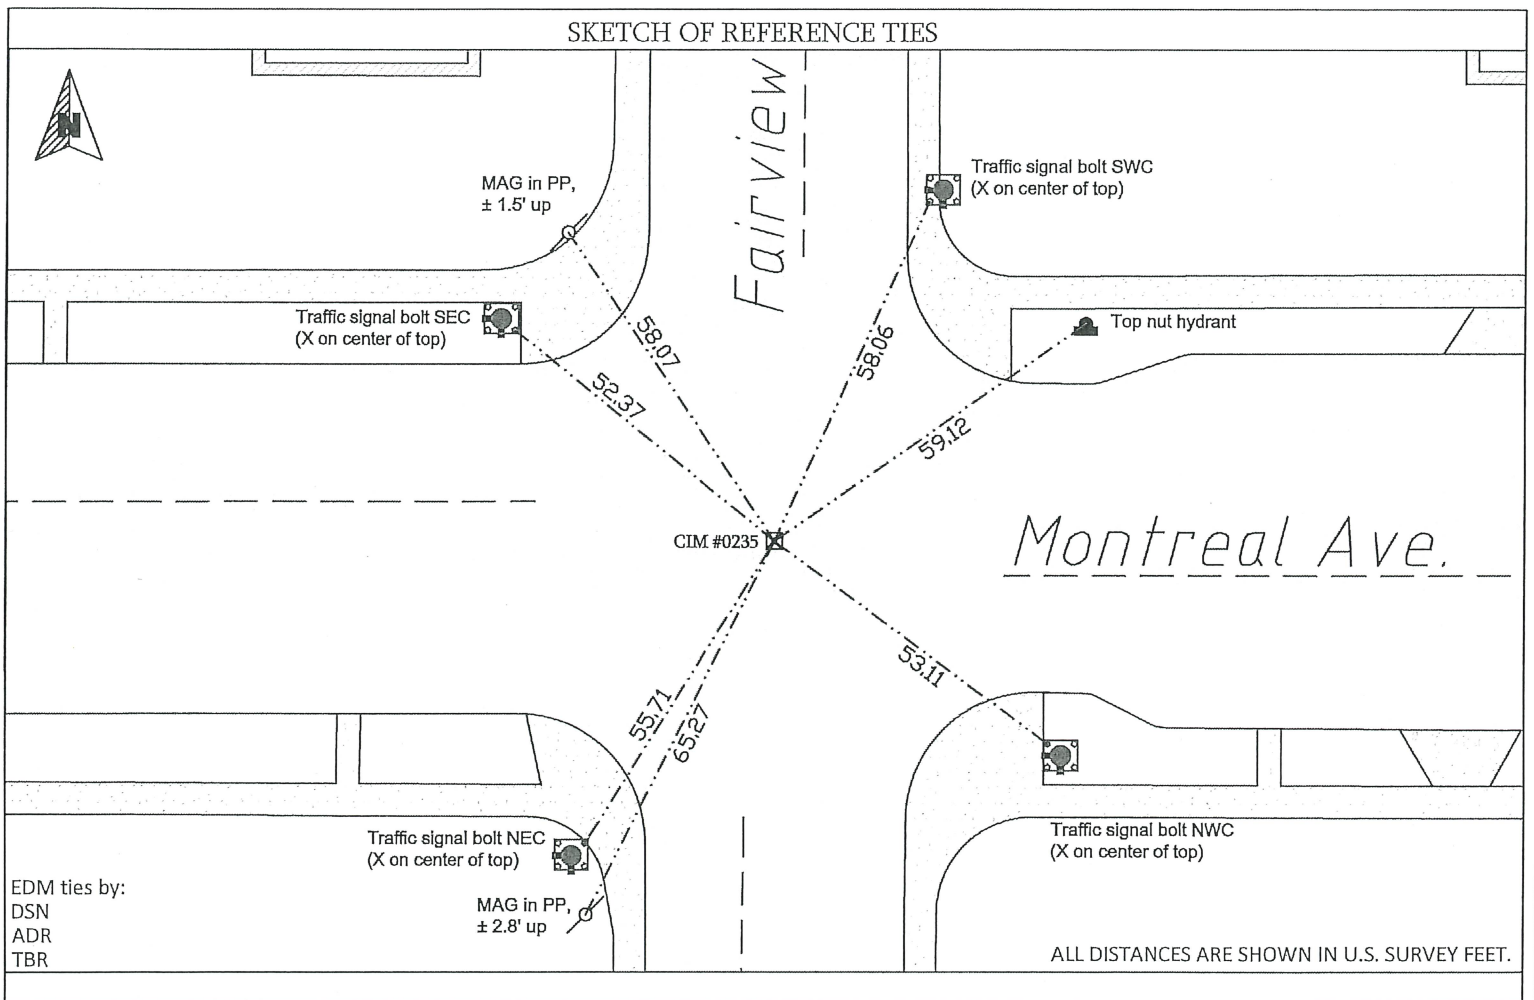 SKETCH OF REFERENCE TIES
N
Fairview
MAG in PP,
± 1.5' up
Traffic signal bolt SWC
(X on center of top)
Traffic signal bolt SEC
(X on center of top)
Top nut hydrant
58.07
52.37
58.06
59.12
CIM #0235
Montreal Ave.
53.11
55.71
65.27
Traffic signal bolt NEC
(X on center of top)
Traffic signal bolt NWC
(X on center of top)
MAG in PP,
± 2.8' up
EDM ties by:
DSN
ADR
TBR
ALL DISTANCES ARE SHOWN IN U.S. SURVEY FEET.